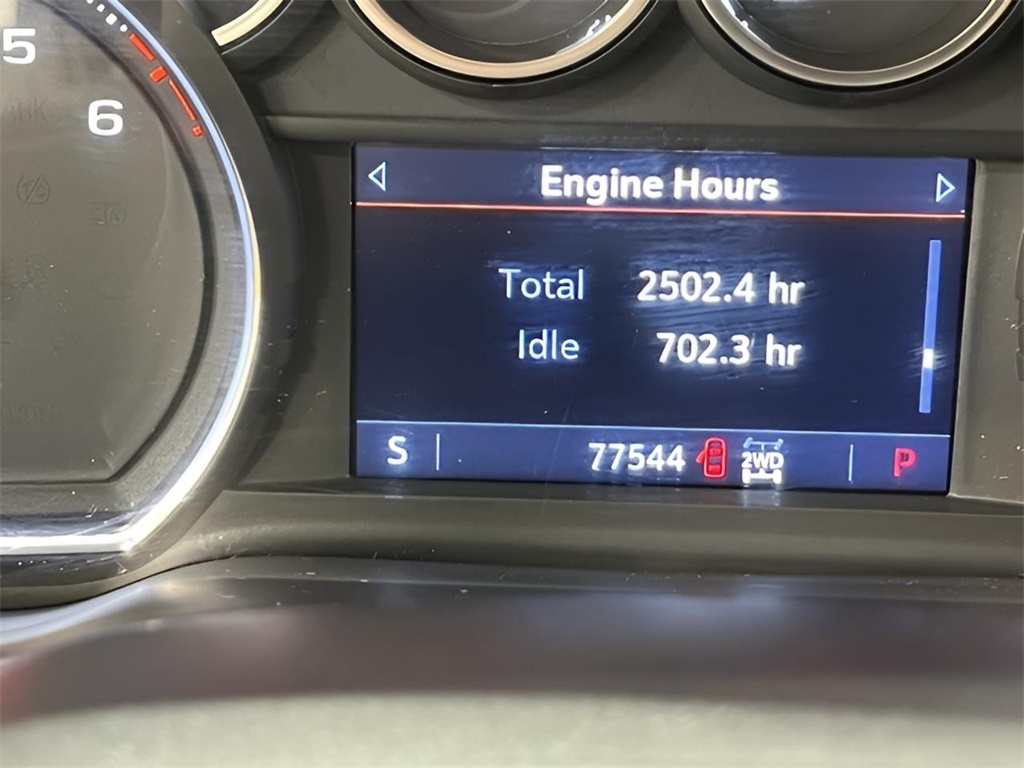 5
6
Engine Hours
Total 2502.4 hr
Idle 702.3 hr
S 77544 2WD P